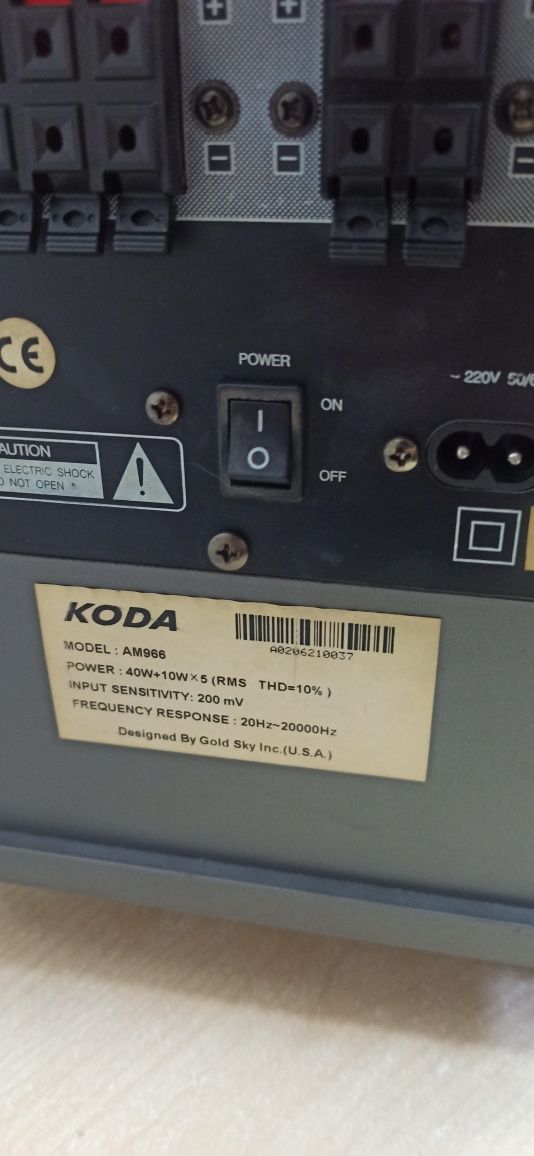 + +
− − −
POWER
~ 220V 50/6
CE
ON
AUTION
ELECTRIC SHOCK
O NOT OPEN
I
O
OFF
KODA
A0206210037
MODEL : AM966
POWER : 40W+10W×5 (RMS THD=10% )
INPUT SENSITIVITY: 200 mV
FREQUENCY RESPONSE : 20Hz~20000Hz
Designed By Gold Sky Inc.(U.S.A.)